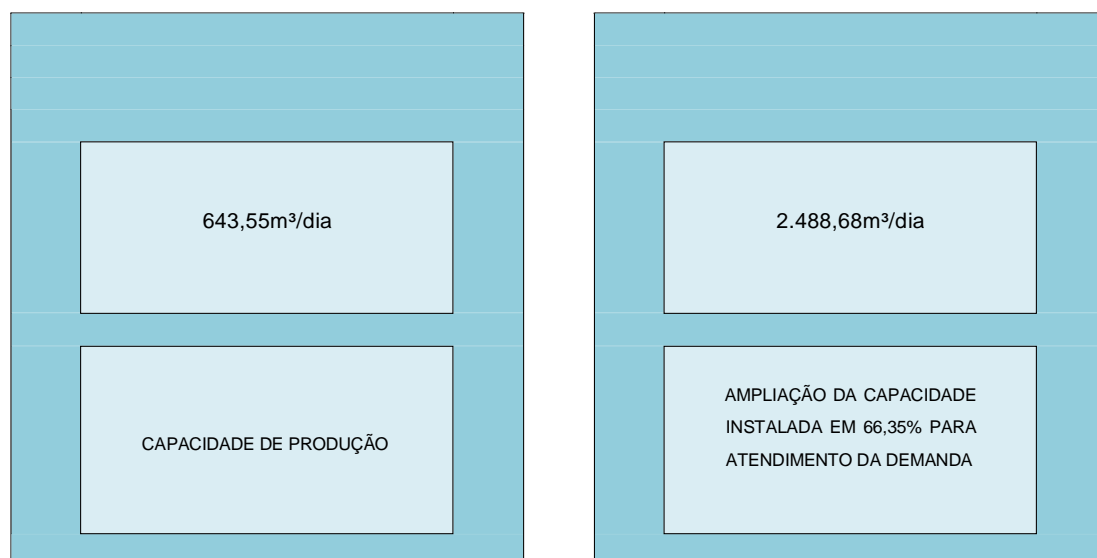 643,55m³/dia
CAPACIDADE DE PRODUÇÃO
2.488,68m³/dia
AMPLIAÇÃO DA CAPACIDADE
INSTALADA EM 66,35% PARA
ATENDIMENTO DA DEMANDA